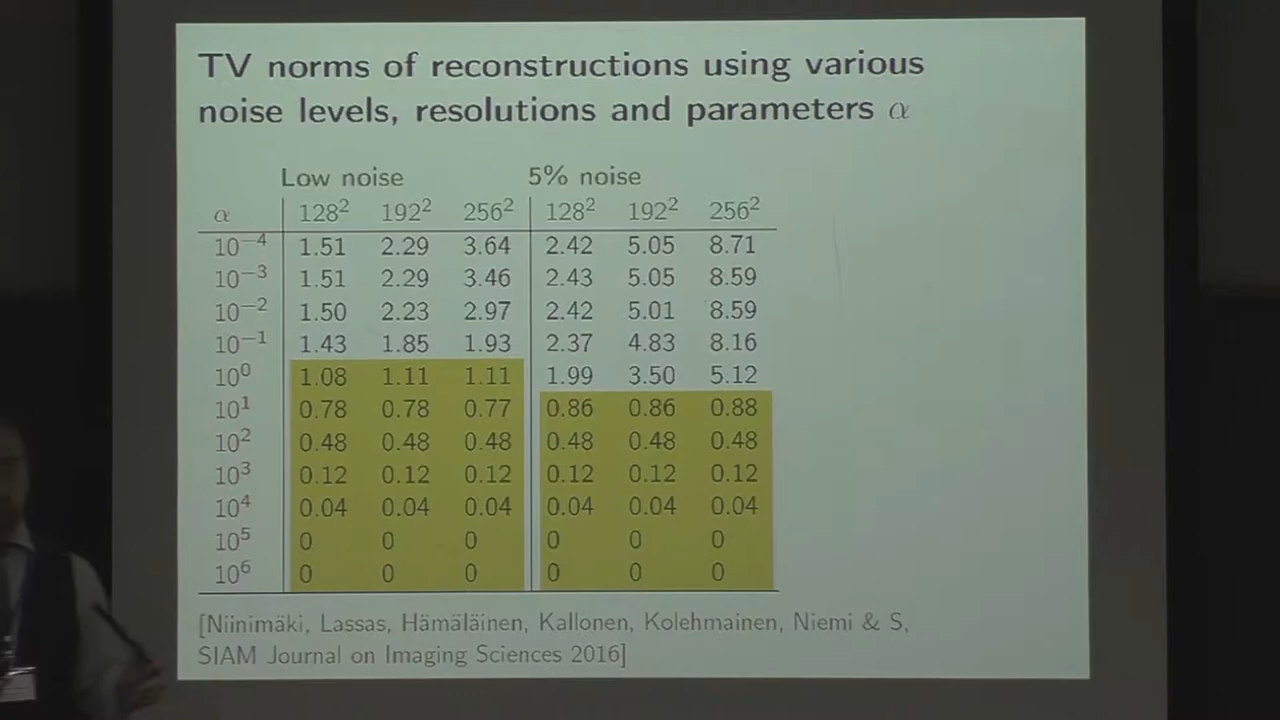 TV norms of reconstructions using various
noise levels, resolutions and parameters α
Low noise 5% noise
α 128² 192² 256² 128² 192² 256²
10⁻⁴ 1.51 2.29 3.64 2.42 5.05 8.71
10⁻³ 1.51 2.29 3.46 2.43 5.05 8.59
10⁻² 1.50 2.23 2.97 2.42 5.01 8.59
10⁻¹ 1.43 1.85 1.93 2.37 4.83 8.16
10⁰ 1.08 1.11 1.11 1.99 3.50 5.12
10¹ 0.78 0.78 0.77 0.86 0.86 0.88
10² 0.48 0.48 0.48 0.48 0.48 0.48
10³ 0.12 0.12 0.12 0.12 0.12 0.12
10⁴ 0.04 0.04 0.04 0.04 0.04 0.04
10⁵ 0 0 0 0 0 0
10⁶ 0 0 0 0 0 0
[Niinimäki, Lassas, Hämäläinen, Kallonen, Kolehmainen, Niemi & S,
SIAM Journal on Imaging Sciences 2016]